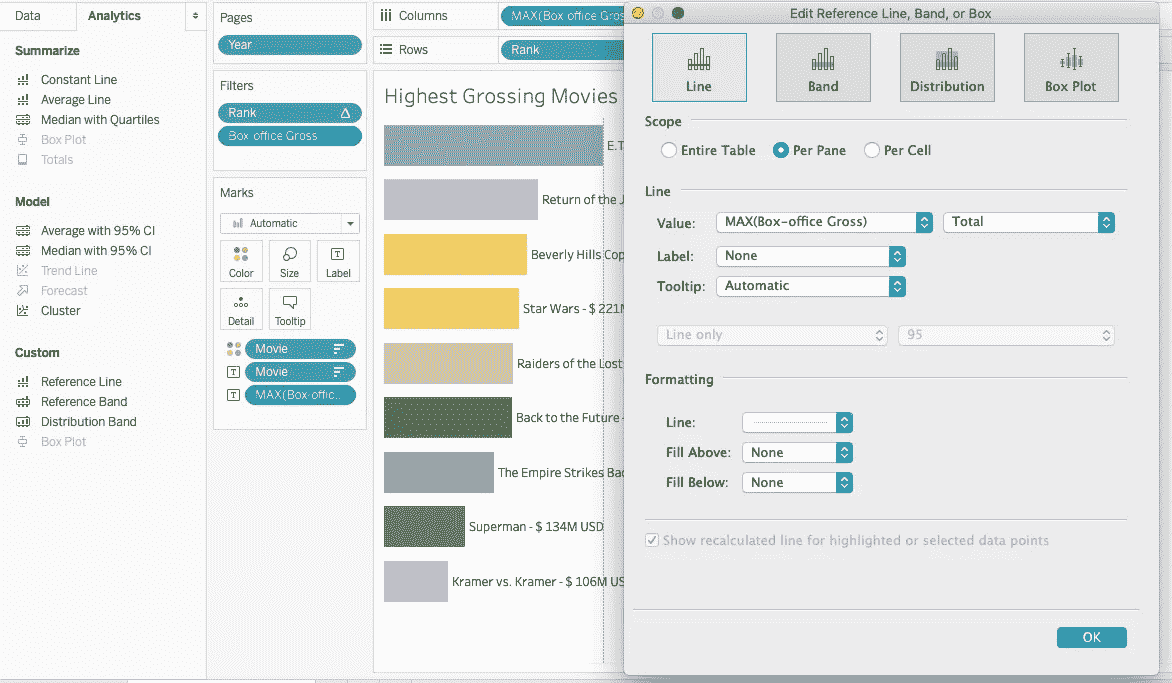 Data
Analytics
Summarize
Constant Line
Average Line
Median with Quartiles
Box Plot
Totals
Model
Average with 95% CI
Median with 95% CI
Trend Line
Forecast
Cluster
Custom
Reference Line
Reference Band
Distribution Band
Box Plot
Pages
Year
Filters
Rank
Box office Gross
Marks
Automatic
Color
Size
Label
Detail
Tooltip
Movie
Movie
MAX(Box-offic..
Columns
MAX(Box office Gros
Rows
Rank
Highest Grossing Movies
E.T
Return of the J
Beverly Hills Cop
Star Wars - $ 221M
Raiders of the Lost
Back to the Future -
The Empire Strikes Bac
Superman - $ 134M USD
Kramer vs. Kramer - $ 106M US
Edit Reference Line, Band, or Box
Line
Band
Distribution
Box Plot
Scope
Entire Table
Per Pane
Per Cell
Line
Value:
MAX(Box-office Gross)
Total
Label:
None
Tooltip:
Automatic
Line only
95
Formatting
Line:
Fill Above:
None
Fill Below:
None
Show recalculated line for highlighted or selected data points
OK